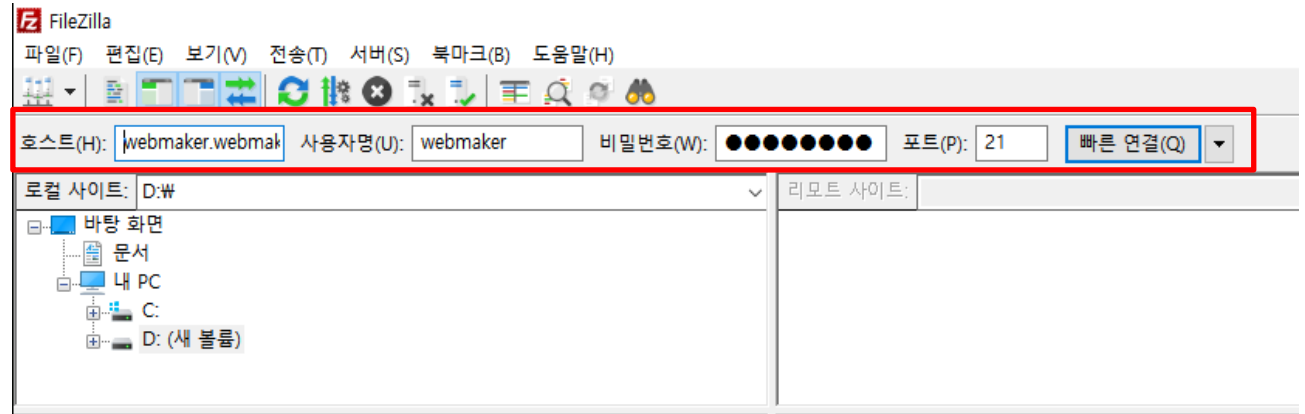 FileZilla
파일(F) 편집(E) 보기(V) 전송(T) 서버(S) 북마크(B) 도움말(H)
호스트(H): webmaker.webmak 사용자명(U): webmaker 비밀번호(W): ●●●●●●●●● 포트(P): 21 빠른 연결(Q)
로컬 사이트: D:₩ 리모트 사이트:
바탕 화면
문서
내 PC
C:
D: (새 볼륨)